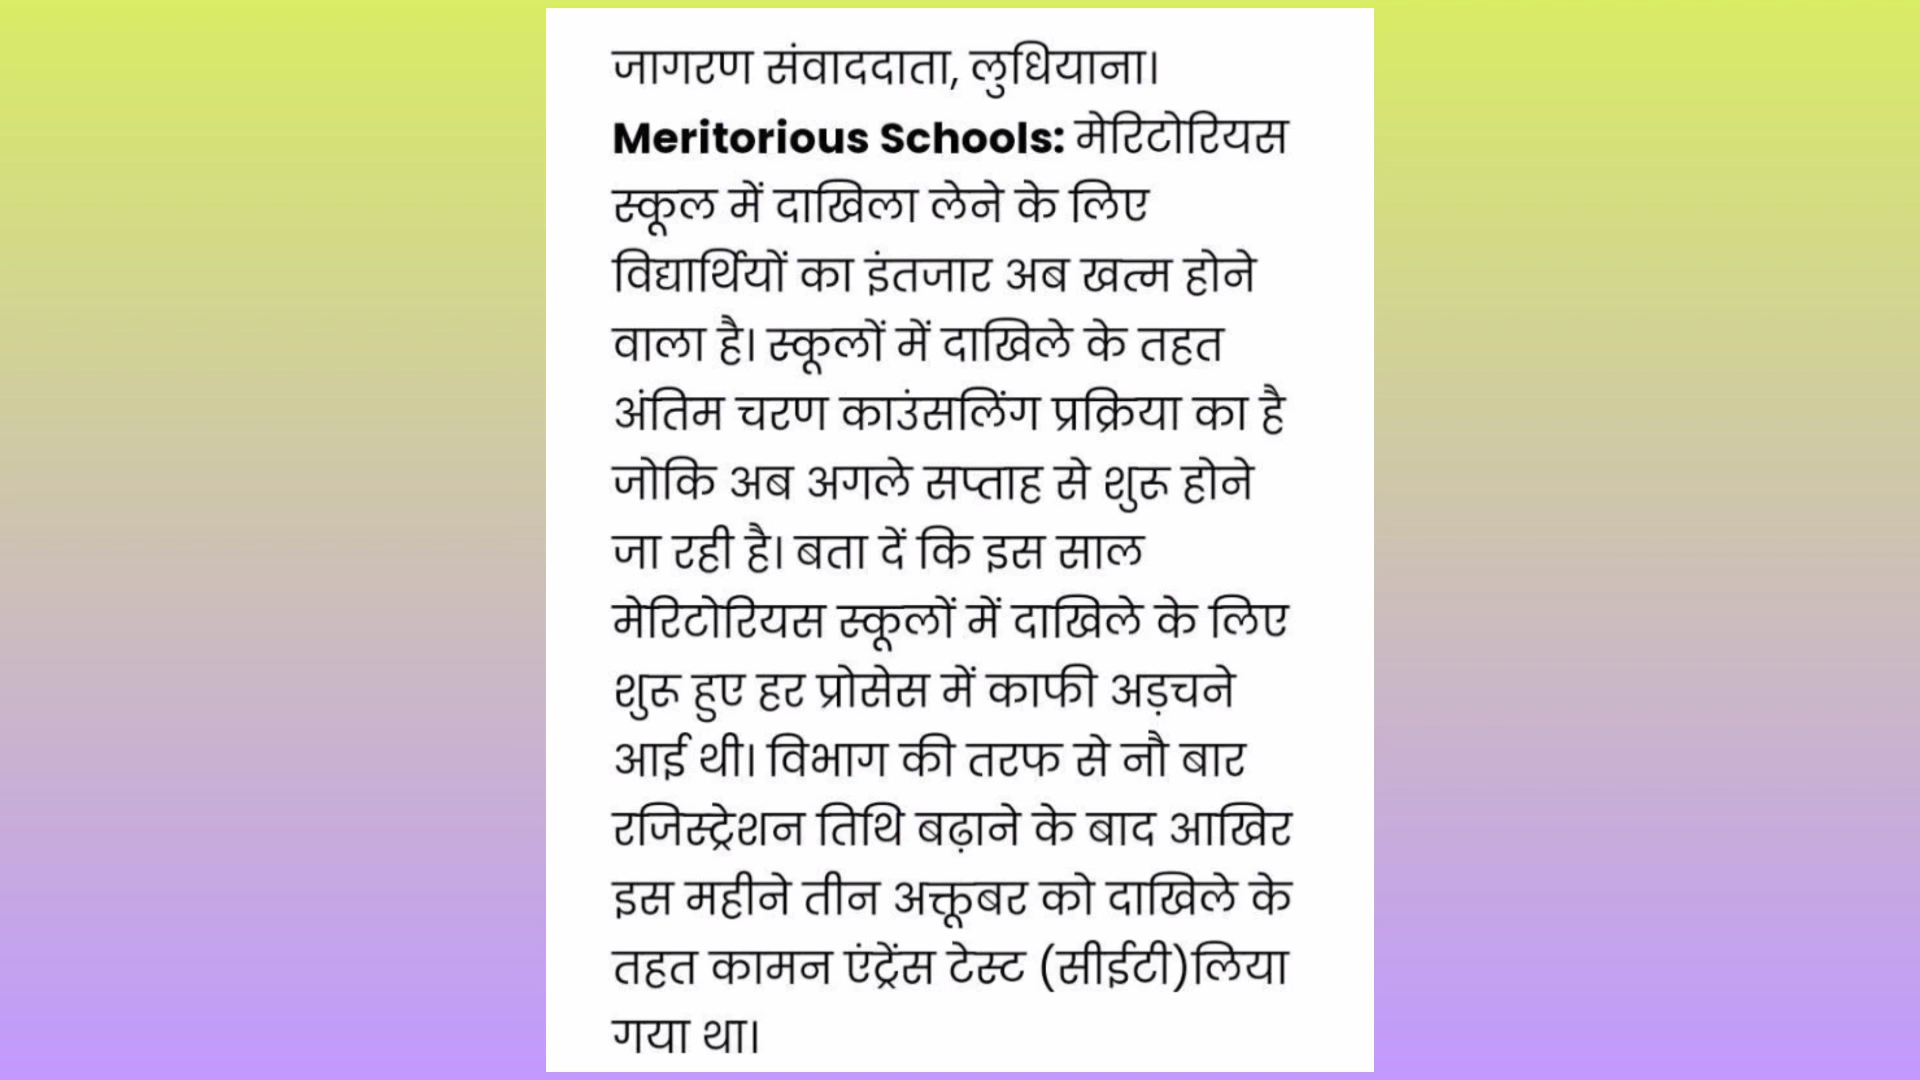 जागरण संवाददाता, लुधियाना।
Meritorious Schools: मेरिटोरियस
स्कूल में दाखिला लेने के लिए
विद्यार्थियों का इंतजार अब खत्म होने
वाला है। स्कूलों में दाखिले के तहत
अंतिम चरण काउंसलिंग प्रक्रिया का है
जोकि अब अगले सप्ताह से शुरू होने
जा रही है। बता दें कि इस साल
मेरिटोरियस स्कूलों में दाखिले के लिए
शुरू हुए हर प्रोसेस में काफी अड़चने
आई थी। विभाग की तरफ से नौ बार
रजिस्ट्रेशन तिथि बढ़ाने के बाद आखिर
इस महीने तीन अक्तूबर को दाखिले के
तहत कामन एंट्रेंस टेस्ट (सीईटी)लिया
गया था।